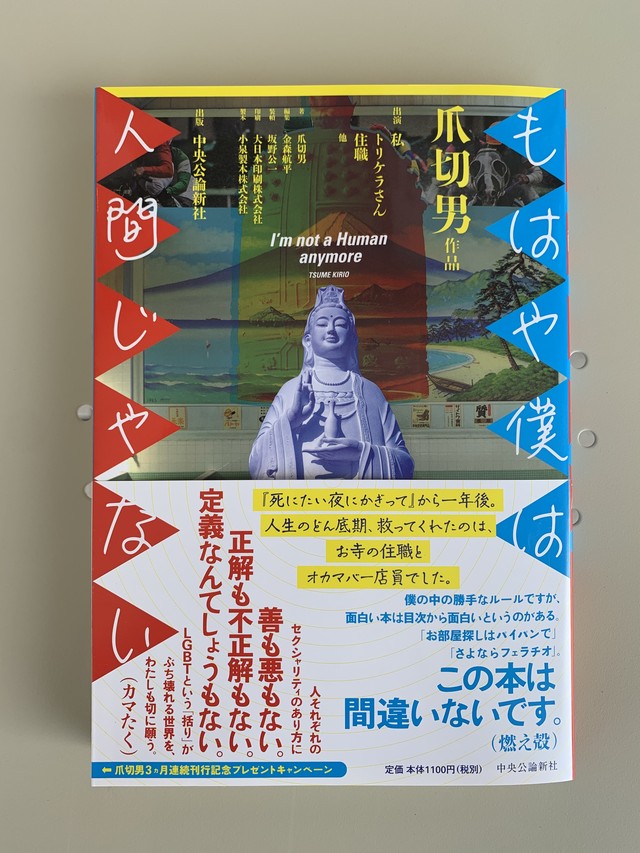 もはや僕は
人間じゃない
爪切男 作品
出演 私
トリケラさん
住職
他
著 爪切男
編集 金森航平
装幀 坂野公一
印刷 大日本印刷株式会社
製本 小泉製本株式会社
出版 中央公論新社
I'm not a Human
anymore
TSUME KIRIO
質
『死にたい夜にかぎって』から一年後。
人生のどん底期、救ってくれたのは、
お寺の住職と
オカマバー店員でした。
僕の中の勝手なルールですが、
面白い本は目次から面白いというのがある。
「お部屋探しはパイパンで」
「さよならフェラチオ」。
この本は
間違いないです。
(燃え殻)
人それぞれの
セクシャリティのあり方に
善も悪もない。
正解も不正解もない。
定義なんてしょうもない。
LGBTという“括り”が
ぶち壊れる世界を、
わたしも切に願う。
(カマたく)
⬅ 爪切男3ヵ月連続刊行記念プレゼントキャンペーン
定価 本体1100円(税別)
中央公論新社